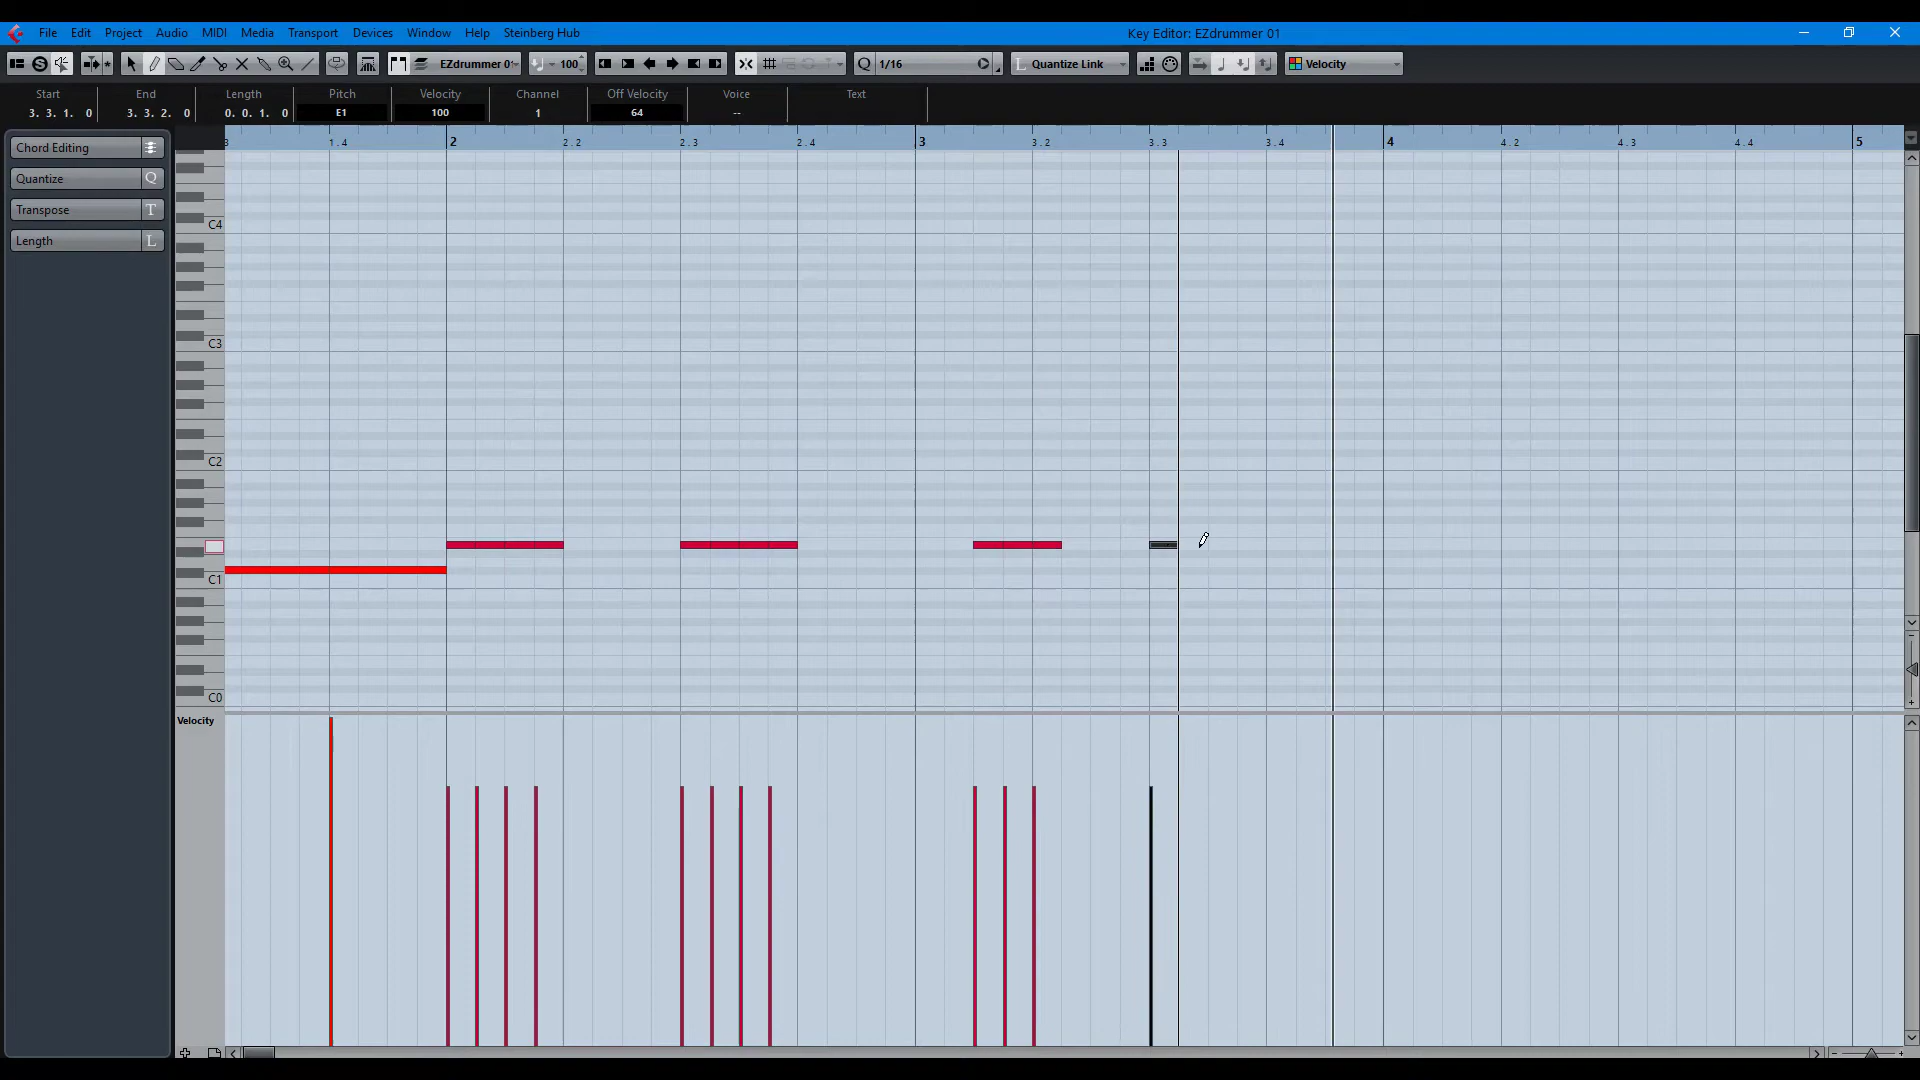 File Edit Project Audio MIDI Media Transport Devices Window Steinberg Hub Help
Key Editor: EZdrummer 01
EZdrummer 01 100 Q 1/16 L Quantize Link Velocity
Start End Length Pitch Velocity Channel Off Velocity Voice Text
3. 3. 1. 0 3. 3. 2. 0 0. 0. 1. 0 E1 100 1 64 --
Chord Editing
Quantize Q
Transpose T
Length L
3 1.4 2 2.2 2.3 2.4 3 3.2 3.3 3.4 4 4.2 4.3 4.4 5
C4
C3
C2
C1
C0
Velocity